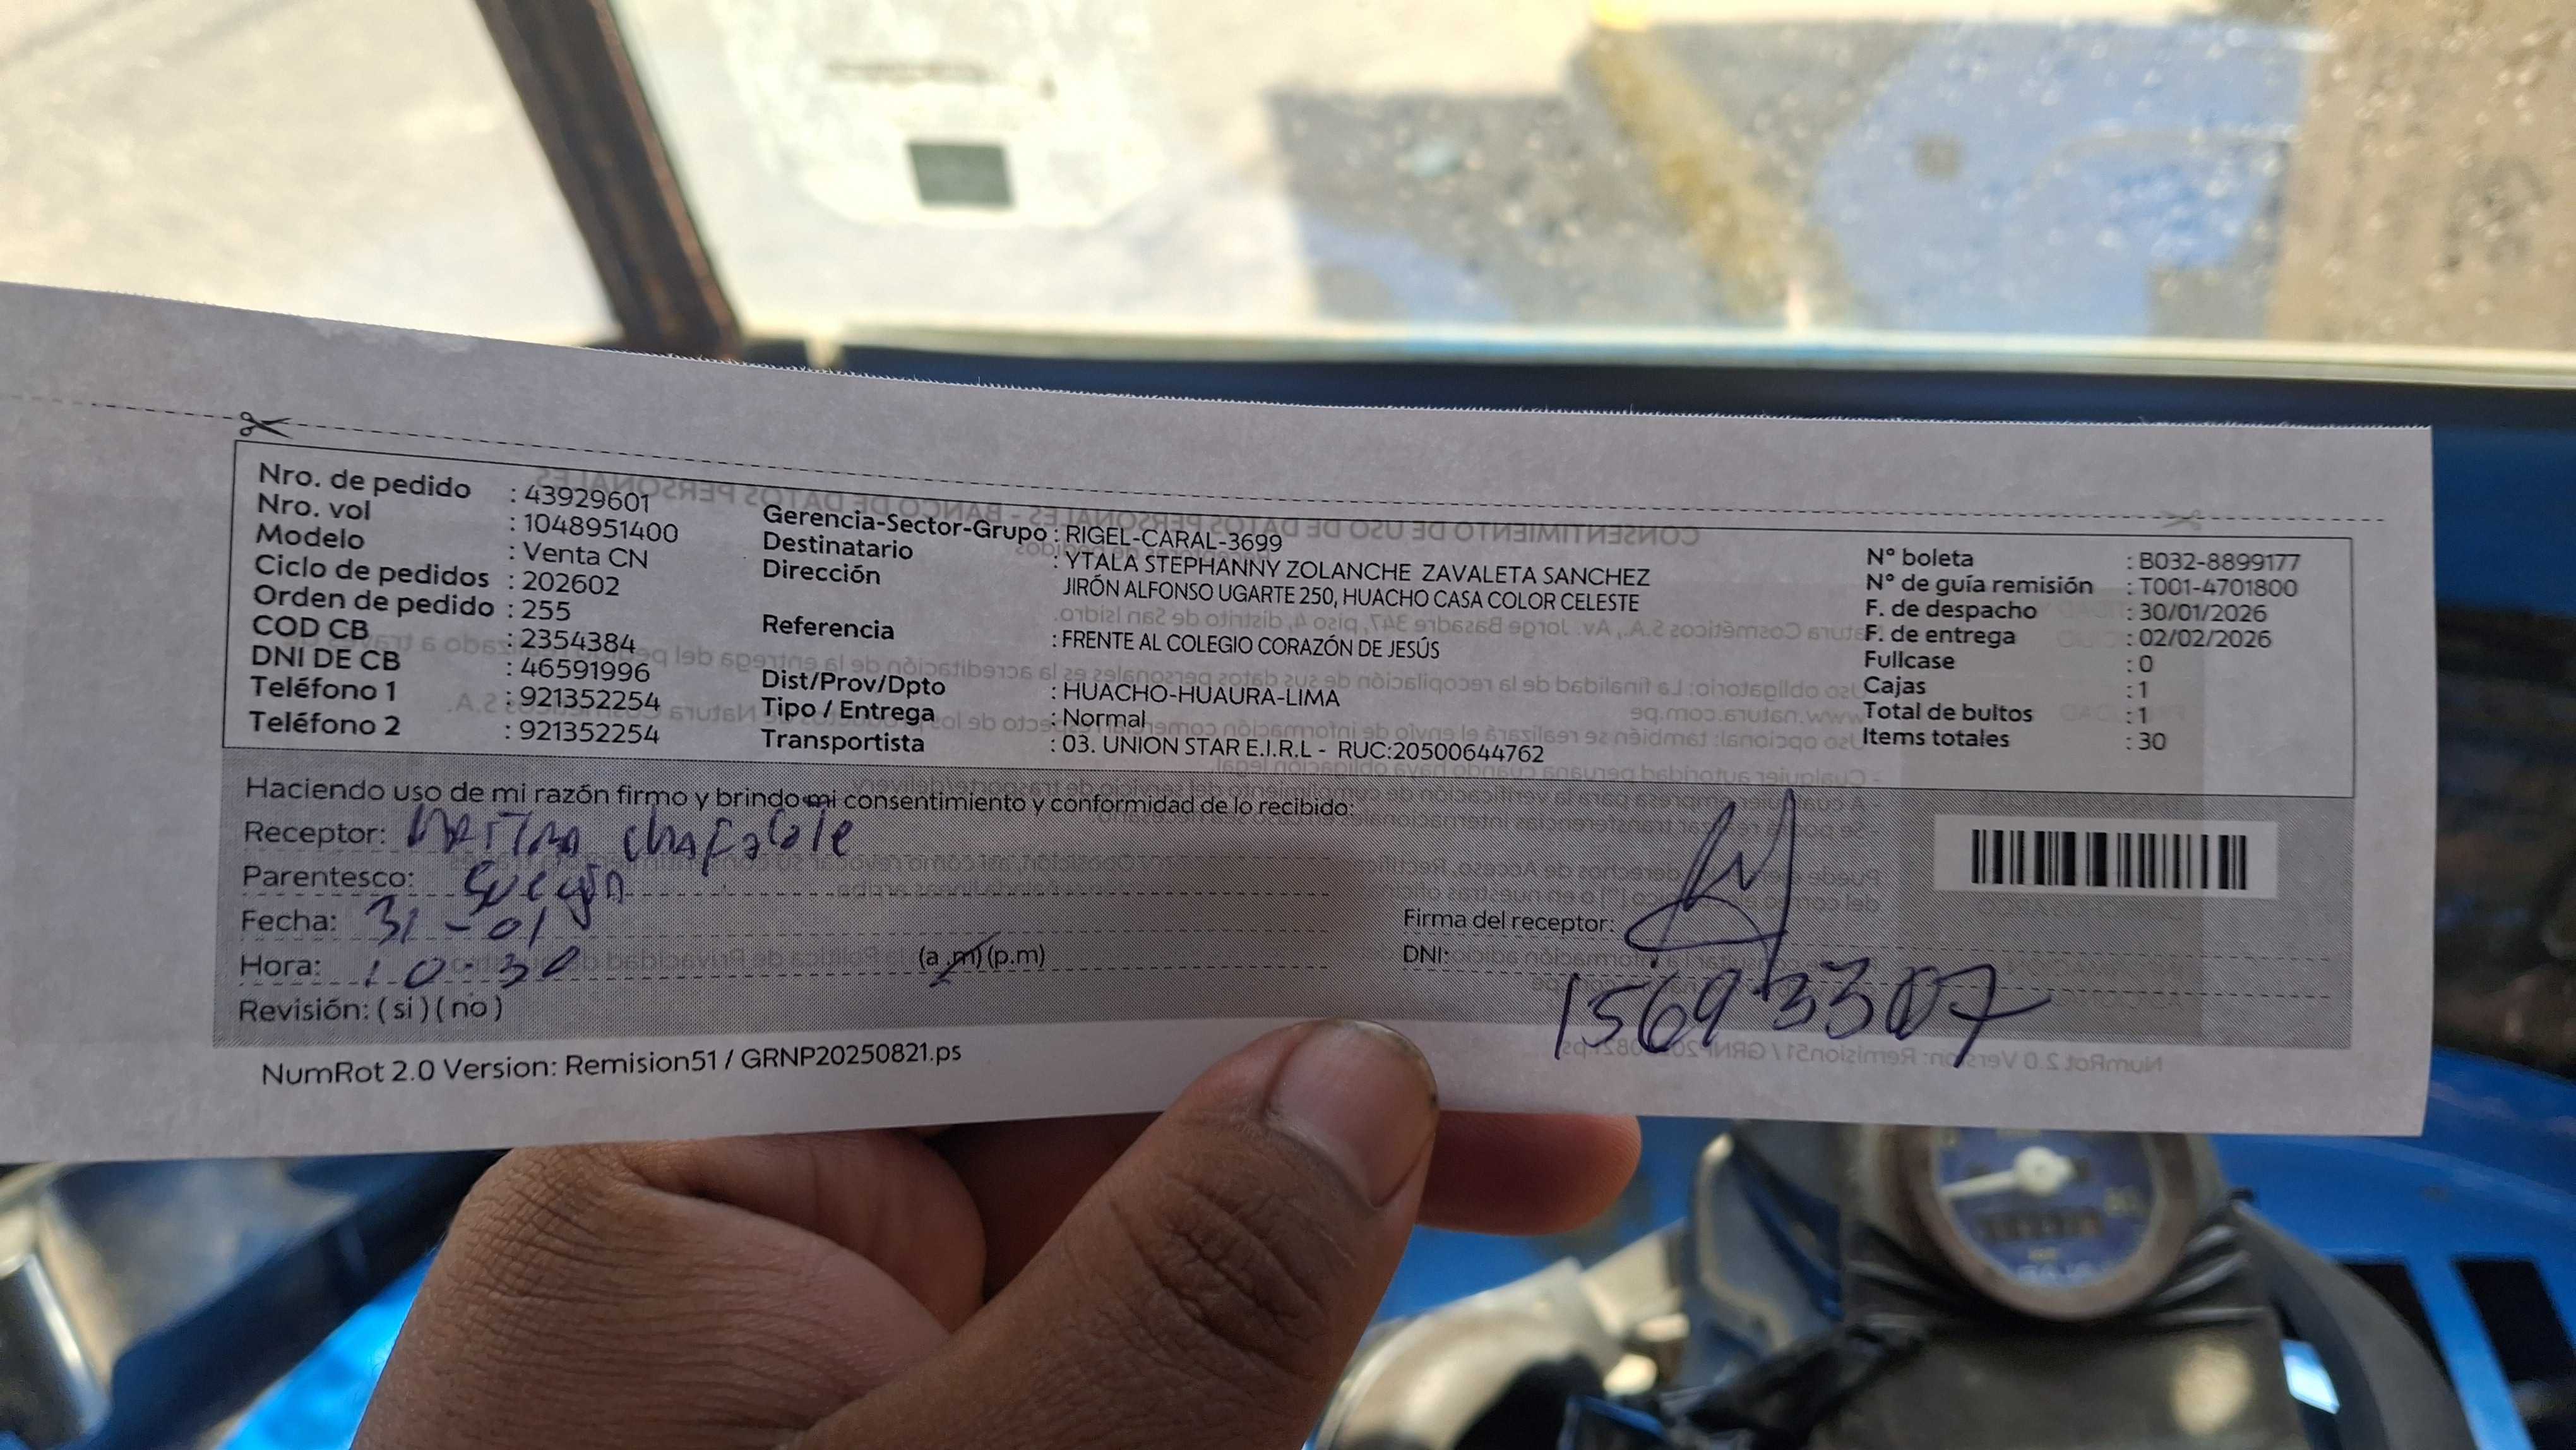 Nro. de pedido : 43929601
Nro. vol : 1048951400
Modelo : Venta CN
Ciclo de pedidos : 202602
Orden de pedido : 255
COD CB : 2354384
DNI DE CB : 46591996
Teléfono 1 : 921352254
Teléfono 2 : 921352254
Gerencia-Sector-Grupo : RIGEL-CARAL-3699
Destinatario : YTALA STEPHANNY ZOLANCHE ZAVALETA SANCHEZ
Dirección JIRÓN ALFONSO UGARTE 250, HUACHO CASA COLOR CELESTE
Referencia : FRENTE AL COLEGIO CORAZÓN DE JESÚS
Dist/Prov/Dpto : HUACHO-HUAURA-LIMA
Tipo / Entrega : Normal
Transportista : 03. UNION STAR E.I.R.L - RUC:20500644762
N° boleta : B032-8899177
N° de guía remisión : T001-4701800
F. de despacho : 30/01/2026
F. de entrega : 02/02/2026
Fullcase : 0
Cajas : 1
Total de bultos : 1
Items totales : 30
Haciendo uso de mi razón firmo y brindo mi consentimiento y conformidad de lo recibido:
Receptor:
Parentesco:
Fecha: 31-01
Hora: 10:30 (a.m)(p.m)
Revisión: (si)(no)
Firma del receptor:
DNI: 15693307
NumRot 2.0 Version: Remision51 / GRNP20250821.ps